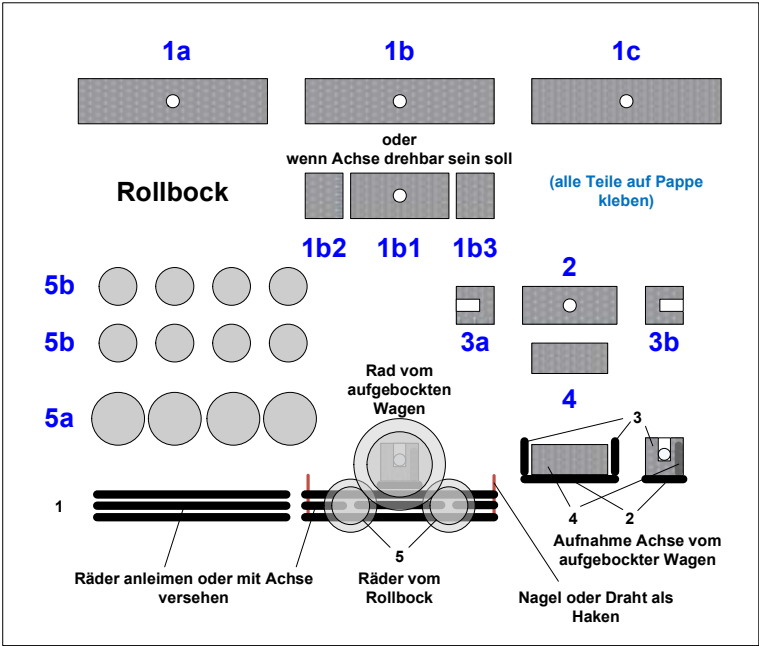 1a
1b
1c
oder
wenn Achse drehbar sein soll
Rollbock
(alle Teile auf Pappe
kleben)
1b2
1b1
1b3
2
5b
3a
3b
5b
Rad vom
aufgebockten
Wagen
4
5a
3
1
4
2
5
Aufnahme Achse vom
aufgebockter Wagen
Räder anleimen oder mit Achse
versehen
Räder vom
Rollbock
Nagel oder Draht als
Haken